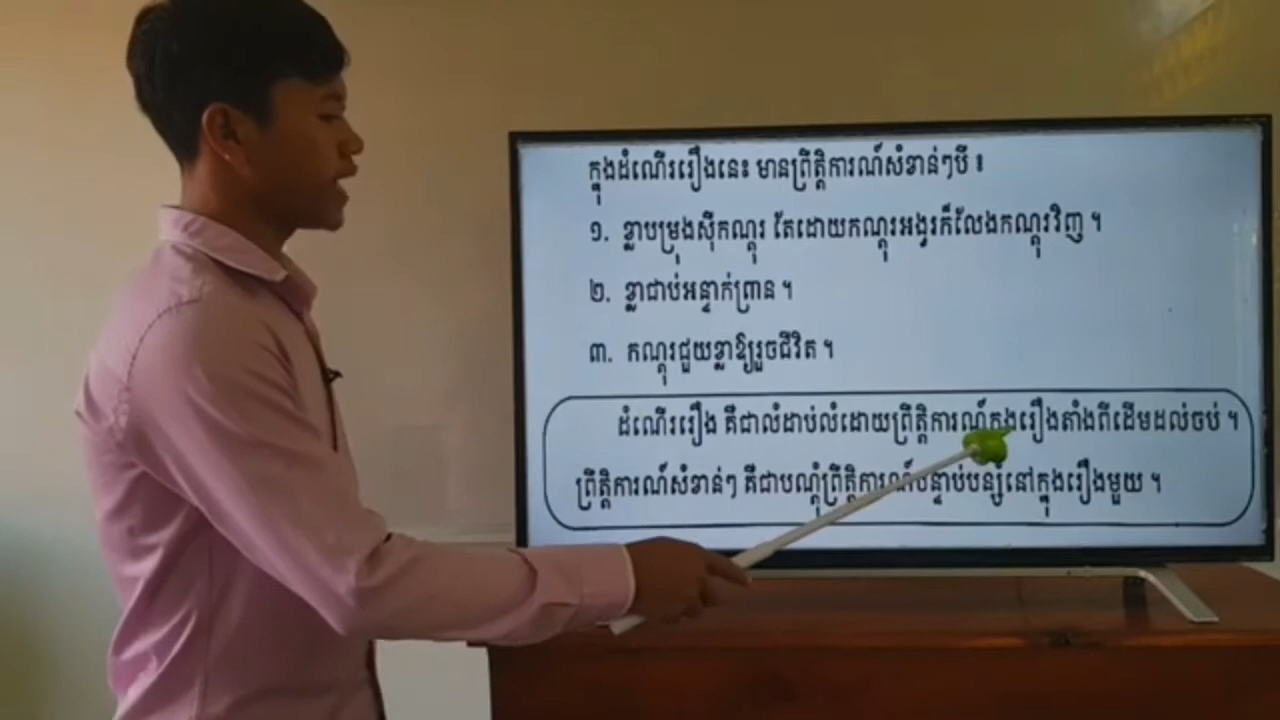 ក្នុងដំណើររឿងនេះ មានព្រឹត្តិការណ៍សំខាន់ៗបី ៖
១. ខ្លាបម្រុងស៊ីកណ្ដុរ តែដោយកណ្ដុរអង្វរក៏លែងកណ្ដុរវិញ ។
២. ខ្លាជាប់អន្ទាក់ព្រាន ។
៣. កណ្ដុរជួយខ្លាឱ្យរួចជីវិត ។
ដំណើររឿង គឺជាលំដាប់លំដោយព្រឹត្តិការណ៍ក្នុងរឿងតាំងពីដើមដល់ចប់ ។
ព្រឹត្តិការណ៍សំខាន់ៗ គឺជាបណ្ដុំព្រឹត្តិការណ៍បន្ទាប់បន្សំនៅក្នុងរឿងមួយ ។